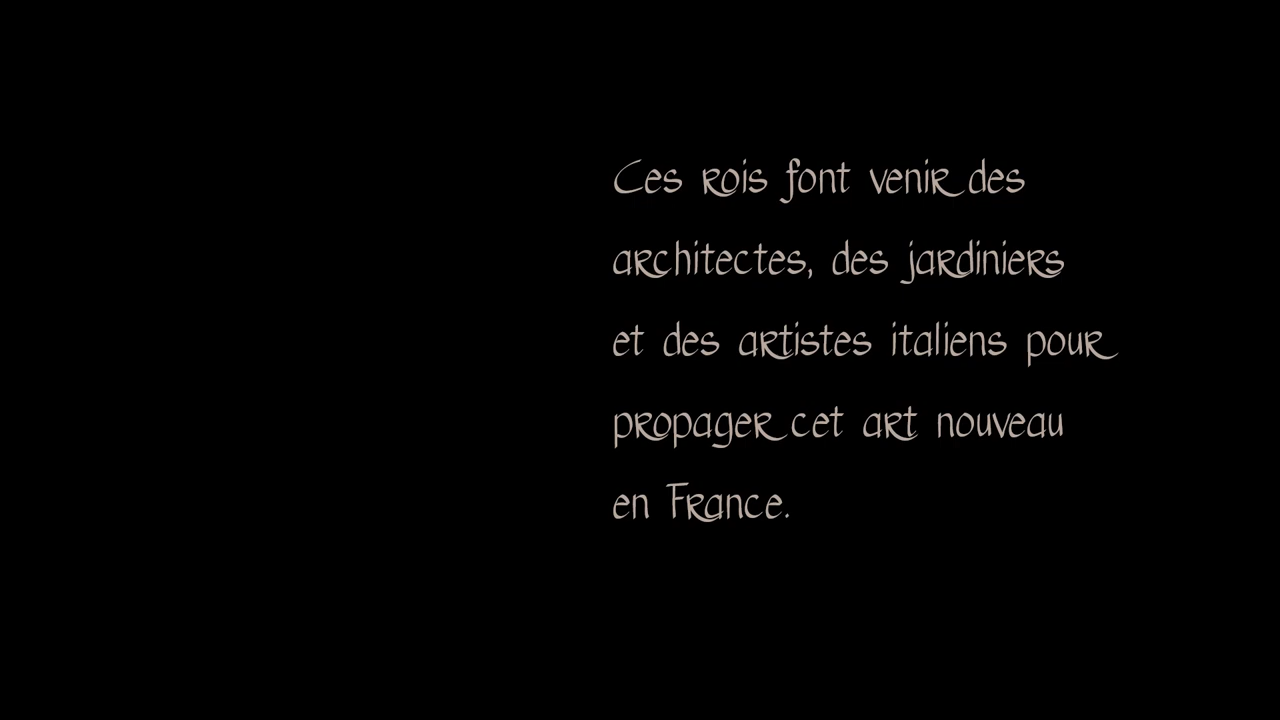 Ces rois font venir des
architectes, des jardiniers
et des artistes italiens pour
propager cet art nouveau
en France.